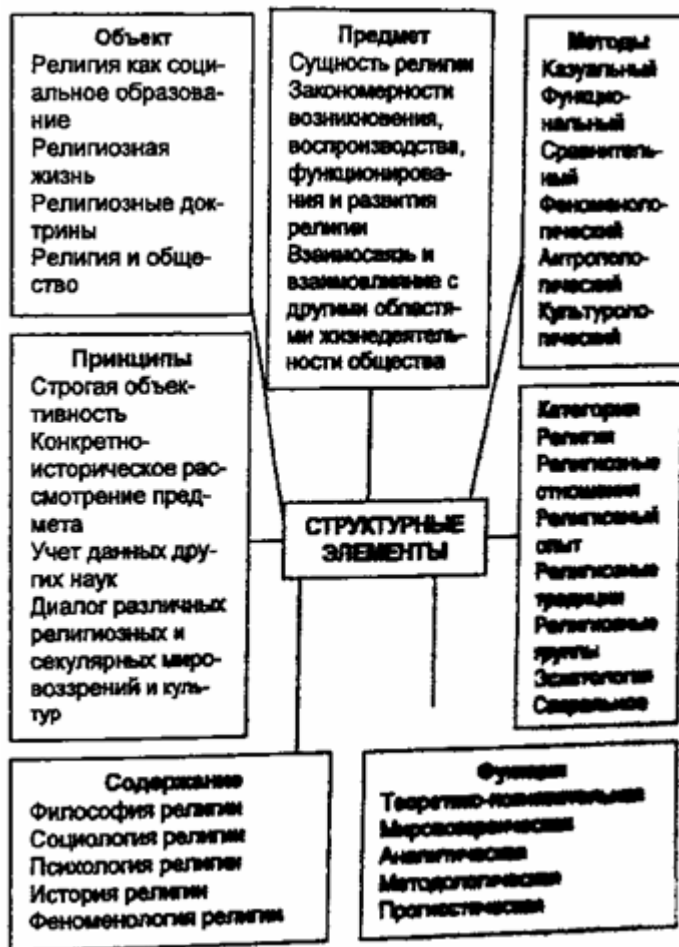 Объект
Религия как соци-
альное образова-
ние
Религиозная
жизнь
Религиозные док-
трины
Религия и обще-
ство
Предмет
Сущность религии
Закономерности
возникновения,
воспроизводства,
функционирова-
ния и развития
религии
Взаимосвязь и
взаимовлияние с
другими областя-
ми жизнедеятель-
ности общества
Методы
Казуальный
Функцио-
нальный
Сравнитель-
ный
Феноменоло-
гический
Антрополо-
гический
Культуроло-
гический
Принципы
Строгая объек-
тивность
Конкретно-
историческое рас-
смотрение пред-
мета
Учет данных дру-
гих наук
Диалог различных
религиозных и
секулярных миро-
воззрений и куль-
тур
СТРУКТУРНЫЕ
ЭЛЕМЕНТЫ
Категория
Религия
Религиозные
отношения
Религиозный
опыт
Религиозные
традиции
Религиозные
группы
Эсхатология
Сакральное
Содержание
Философия религии
Социология религии
Психология религии
История религии
Феноменология религии
Функция
Теоретико-познавательная
Мировоззренческая
Аналитическая
Методологическая
Прогностическая